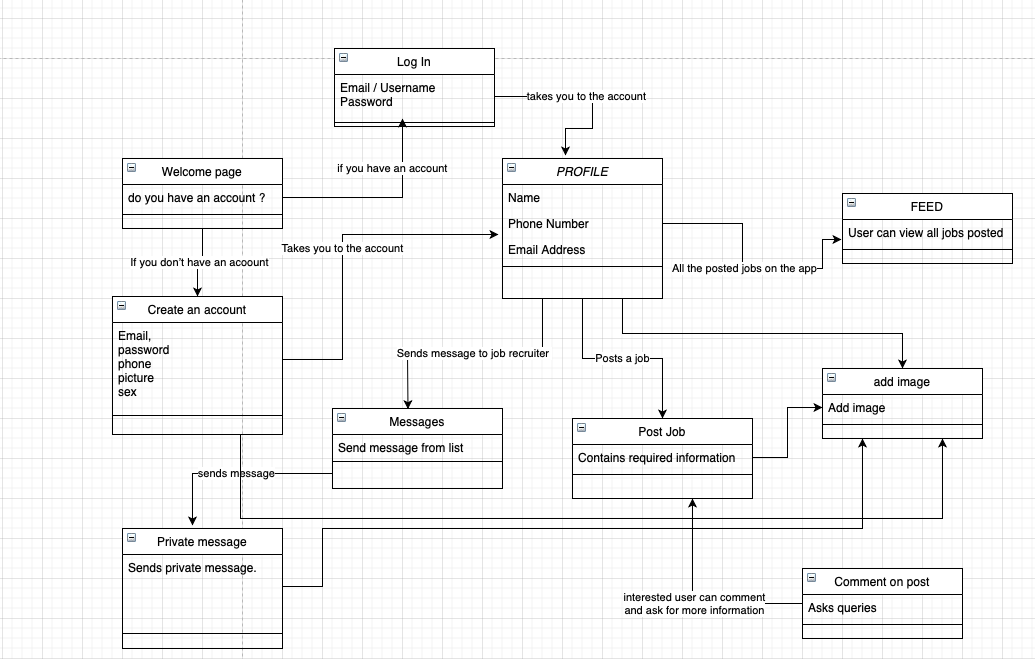 Log In
Email / Username
Password
takes you to the account
if you have an account
Welcome page
do you have an account ?
PROFILE
Name
Phone Number
Email Address
FEED
User can view all jobs posted
Takes you to the account
If you don't have an account
All the posted jobs on the app
Create an account
Email,
password
phone
picture
sex
Sends message to job recruiter
Posts a job
add image
Add image
Messages
Send message from list
Post Job
Contains required information
sends message
Private message
Sends private message.
Comment on post
Asks queries
interested user can comment
and ask for more information